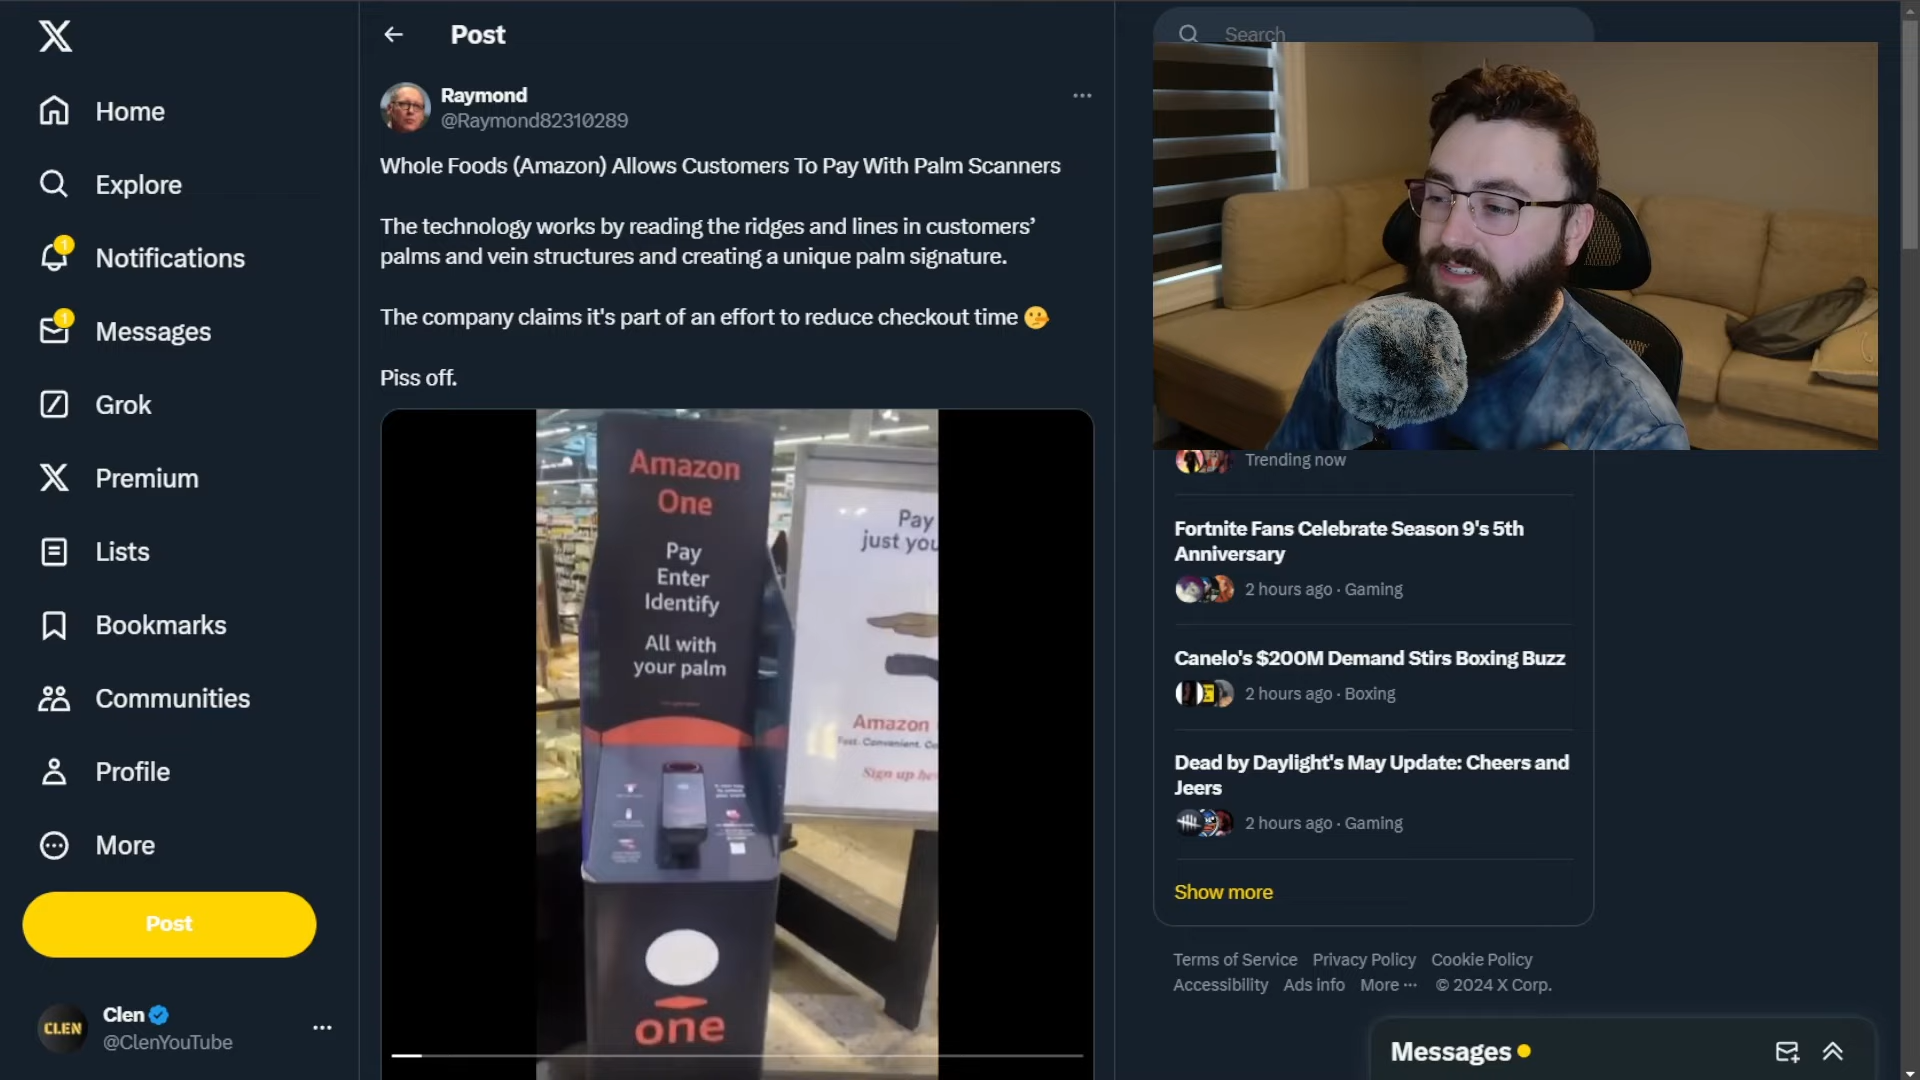 Home
Explore
1
Notifications
1
Messages
Grok
Premium
Lists
Bookmarks
Communities
Profile
More
Post
CLEN
Clen
@ClenYouTube
Post
Raymond
@Raymond82310289
Whole Foods (Amazon) Allows Customers To Pay With Palm Scanners
The technology works by reading the ridges and lines in customers’
palms and vein structures and creating a unique palm signature.
The company claims it's part of an effort to reduce checkout time
Piss off.
Amazon
One
Pay
Enter
Identify
All with
your palm
one
Pay
just you
Amazon
Fast. Convenient.
Sign up
Search
Trending now
Fortnite Fans Celebrate Season 9's 5th
Anniversary
2 hours ago · Gaming
Canelo's $200M Demand Stirs Boxing Buzz
2 hours ago · Boxing
Dead by Daylight's May Update: Cheers and
Jeers
2 hours ago · Gaming
Show more
Terms of Service Privacy Policy Cookie Policy
Accessibility Ads info More ··· © 2024 X Corp.
Messages